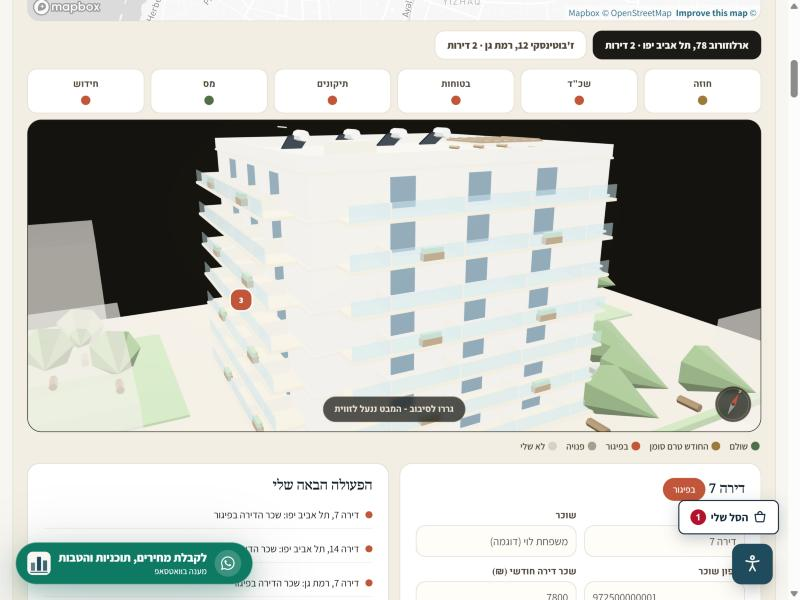 mapbox
Herbe
Ayal
YIZHAQ
Mapbox © OpenStreetMap Improve this map ©
ארלוזורוב 78, תל אביב יפו · 2 דירות
ז'בוטינסקי 12, רמת גן · 2 דירות
חוזה
שכ"ד
בטוחות
תיקונים
מס
חידוש
3
גררו לסיבוב - המבט ננעל לזווית
שולם
החודש טרם סומן
בפיגור
פנויה
לא שלי
דירה 7
בפיגור
שוכר
דירה 7
משפחת לוי (דוגמה)
פון שוכר
שכר דירה חודשי (₪)
972500000001
7800
הפעולה הבאה שלי
דירה 7, תל אביב יפו: שכר הדירה בפיגור
דירה 14, תל אביב יפו: שכר הד
דירה 7, רמת גן: שכר הדירה בפיגור
הסל שלי
1
לקבלת מחירים, תוכניות והטבות
מענה בוואטסאפ